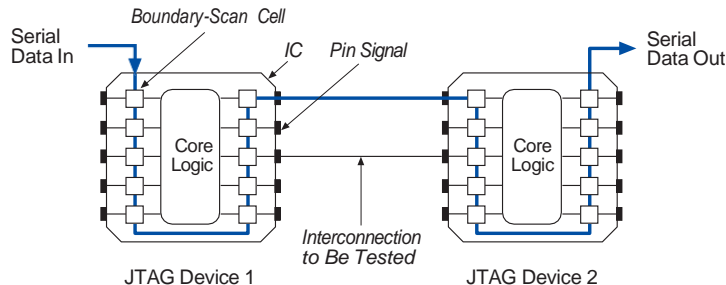 Boundary-Scan Cell
Serial
Data In
IC
Pin Signal
Serial
Data Out
Core
Logic
Core
Logic
Interconnection
to Be Tested
JTAG Device 1
JTAG Device 2